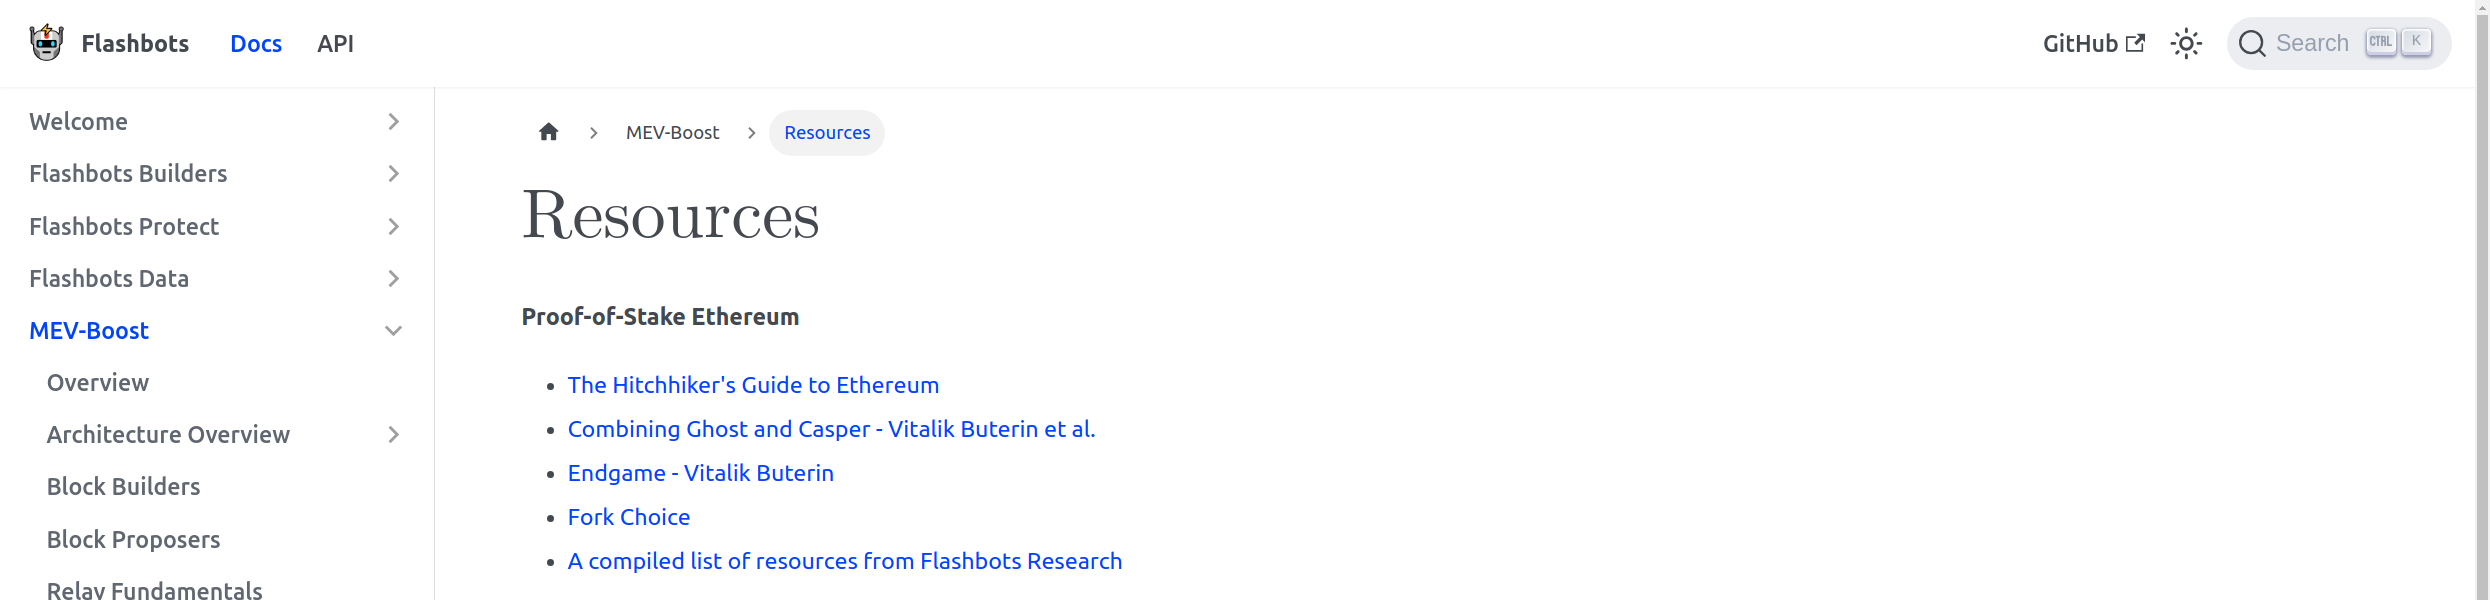 Flashbots Docs API GitHub Search CTRL K
Welcome
Flashbots Builders
Flashbots Protect
Flashbots Data
MEV-Boost
Overview
Architecture Overview
Block Builders
Block Proposers
Relay Fundamentals
MEV-Boost Resources
Resources
Proof-of-Stake Ethereum
The Hitchhiker's Guide to Ethereum
Combining Ghost and Casper - Vitalik Buterin et al.
Endgame - Vitalik Buterin
Fork Choice
A compiled list of resources from Flashbots Research